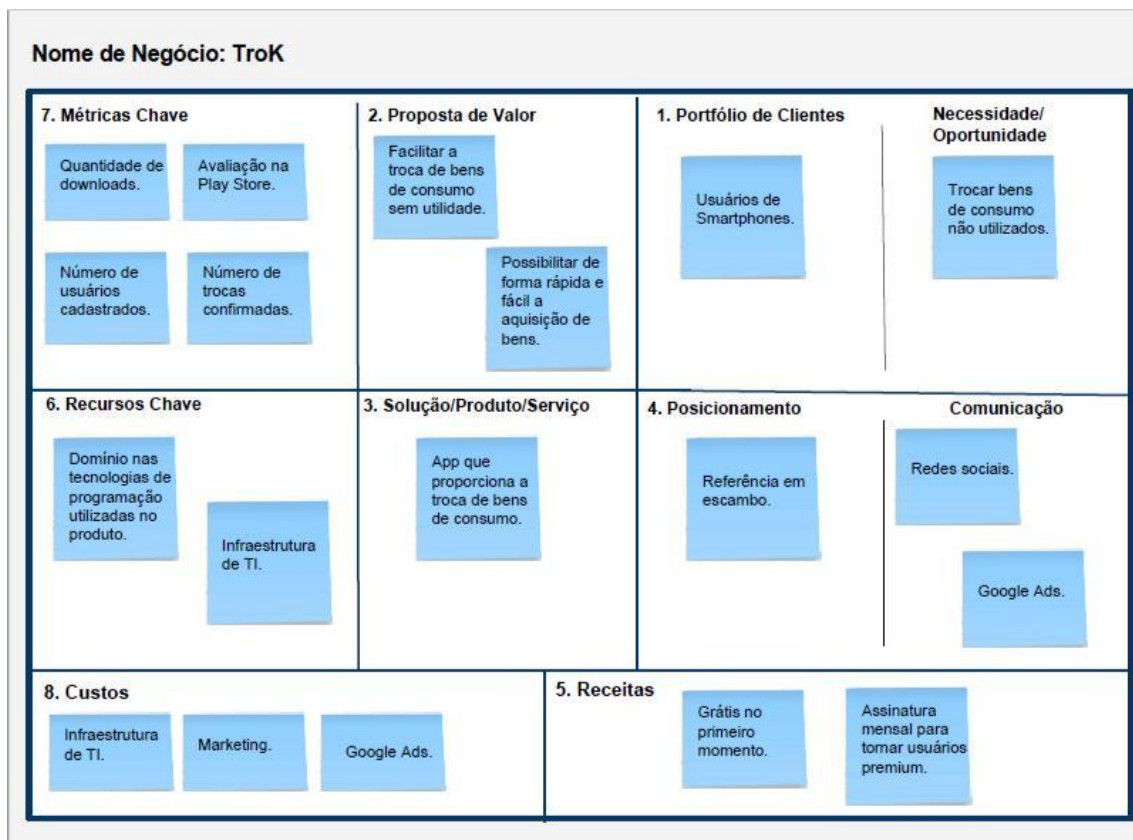 Nome de Negócio: TroK
7. Métricas Chave
Quantidade de
downloads.
Avaliação na
Play Store.
Número de
usuários
cadastrados.
Número de
trocas
confirmadas.
2. Proposta de Valor
Facilitar a
troca de bens
de consumo
sem utilidade.
Possibilitar de
forma rápida e
fácil a
aquisição de
bens.
1. Portfólio de Clientes
Usuários de
Smartphones.
Necessidade/
Oportunidade
Trocar bens
de consumo
não utilizados.
6. Recursos Chave
Domínio nas
tecnologias de
programação
utilizadas no
produto.
Infraestrutura
de TI.
3. Solução/Produto/Serviço
App que
proporciona a
troca de bens
de consumo.
4. Posicionamento
Referência em
escambo.
Comunicação
Redes sociais.
Google Ads.
8. Custos
Infraestrutura
de TI.
Marketing.
Google Ads.
5. Receitas
Grátis no
primeiro
momento.
Assinatura
mensal para
tornar usuários
premium.